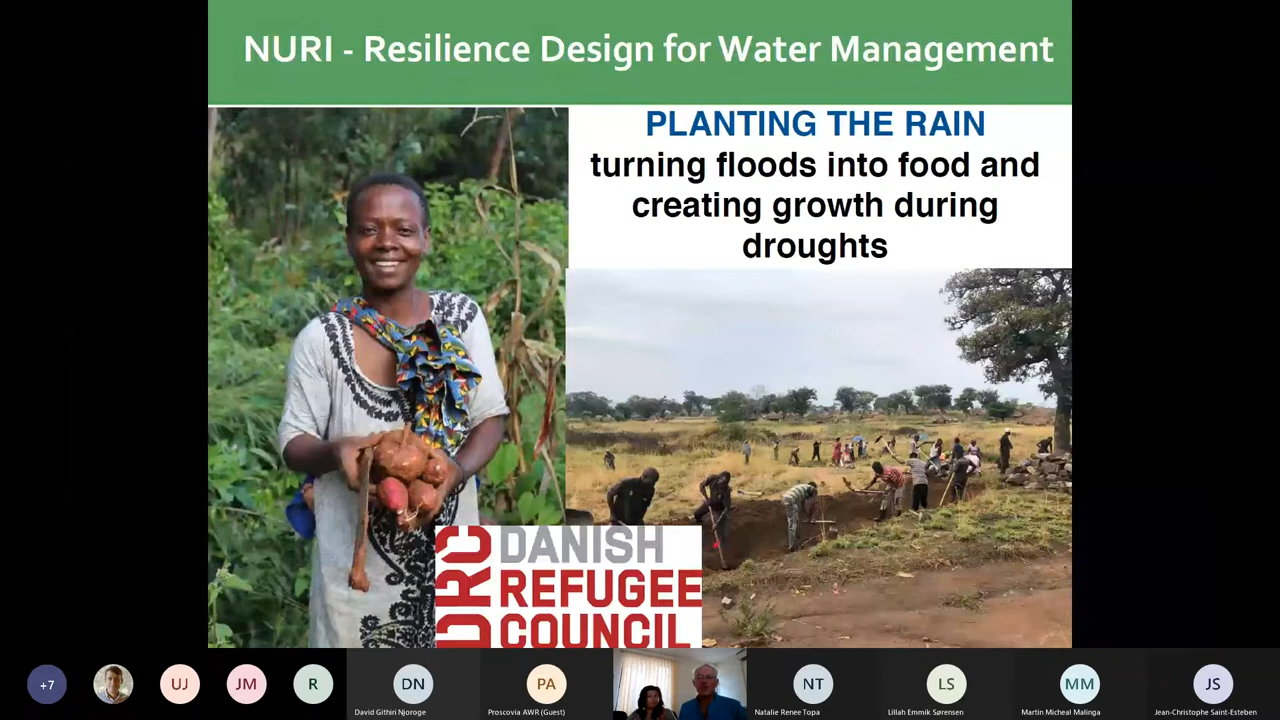 NURI - Resilience Design for Water Management
PLANTING THE RAIN
turning floods into food and
creating growth during
droughts
DRC
DANISH
REFUGEE
COUNCIL
+7
UJ
JM
R
DN
PA
NT
LS
MM
JS
David Githiri Njoroge
Proscovia AWR (Guest)
Natalie Renee Topa
Lillah Emmik Sørensen
Martin Micheal Malinga
Jean-Christophe Saint-Esteben